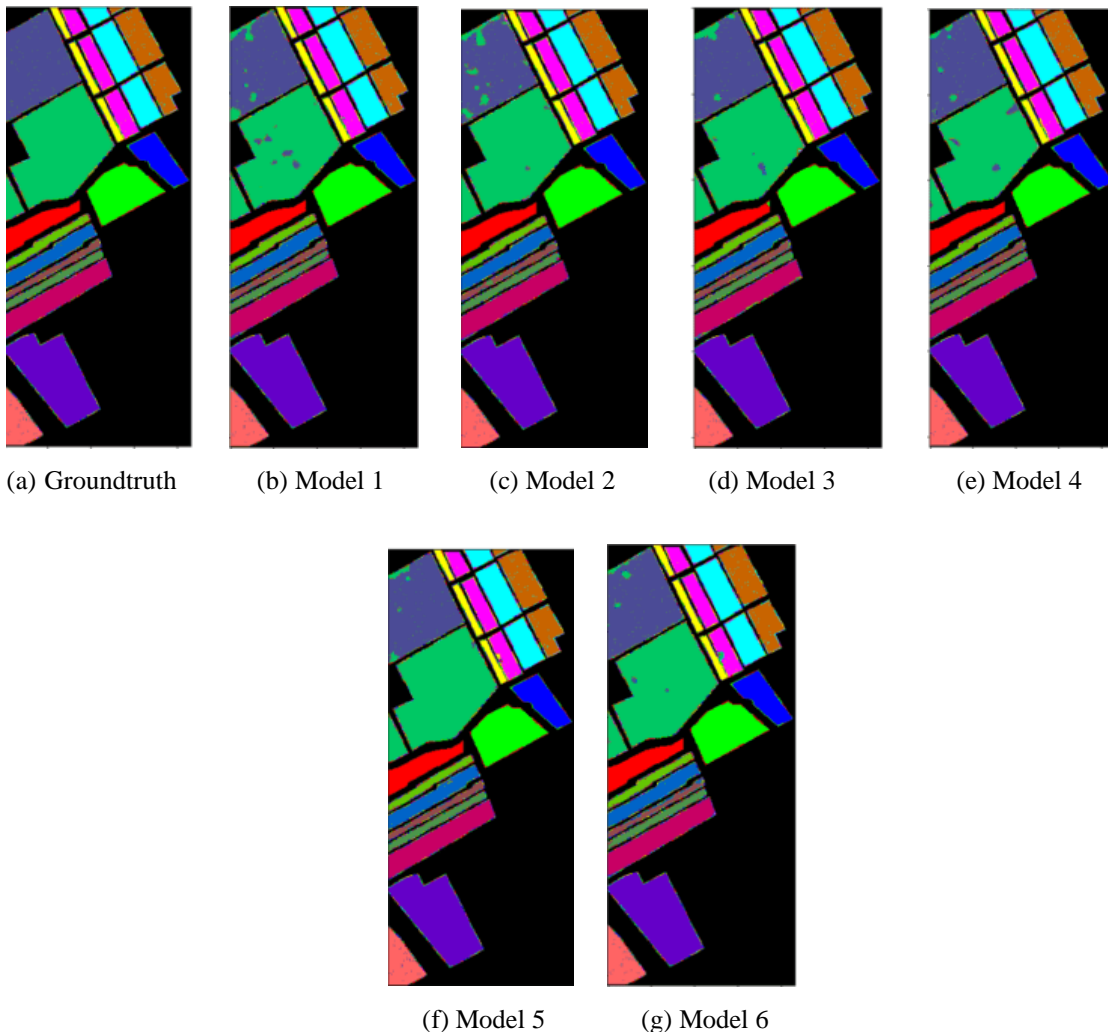 (a) Groundtruth
(b) Model 1
(c) Model 2
(d) Model 3
(e) Model 4
(f) Model 5
(g) Model 6